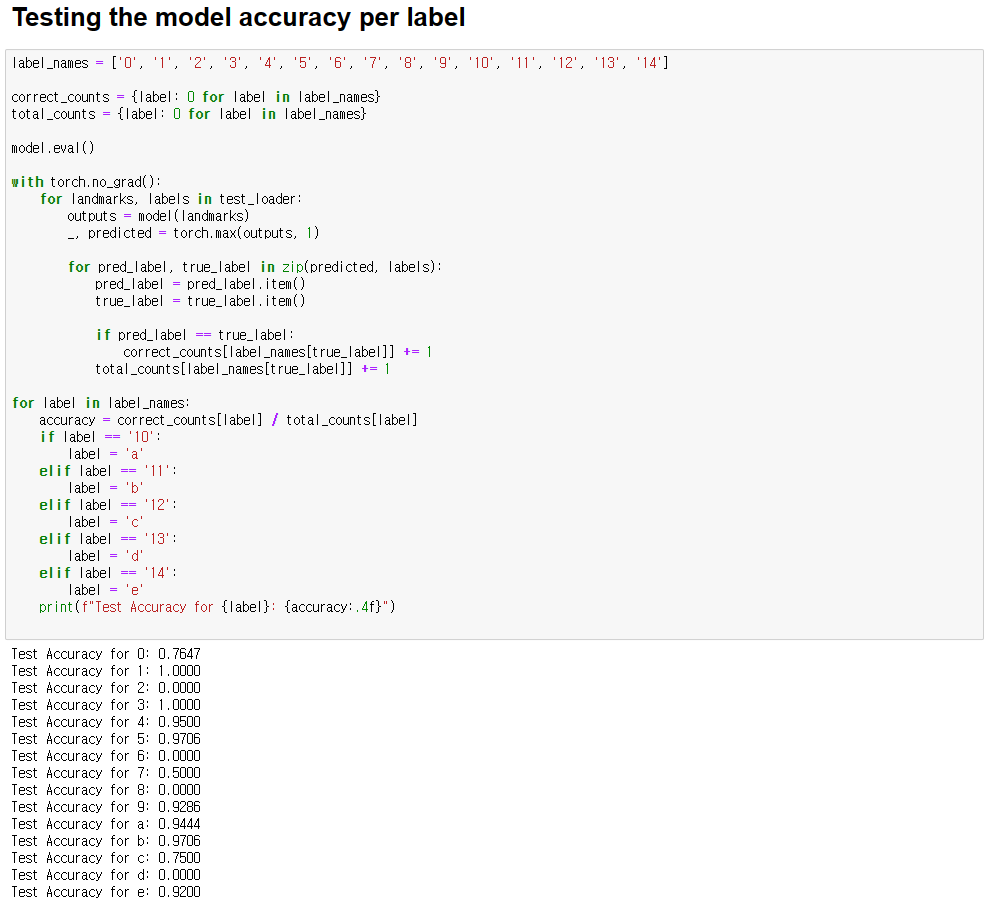 Testing the model accuracy per label
label_names = ['0', '1', '2', '3', '4', '5', '6', '7', '8', '9', '10', '11', '12', '13', '14']
correct_counts = {label: 0 for label in label_names}
total_counts = {label: 0 for label in label_names}
model.eval()
with torch.no_grad():
    for landmarks, labels in test_loader:
        outputs = model(landmarks)
        _, predicted = torch.max(outputs, 1)
        for pred_label, true_label in zip(predicted, labels):
            pred_label = pred_label.item()
            true_label = true_label.item()
            if pred_label == true_label:
                correct_counts[label_names[true_label]] += 1
            total_counts[label_names[true_label]] += 1
for label in label_names:
    accuracy = correct_counts[label] / total_counts[label]
    if label == '10':
        label = 'a'
    elif label == '11':
        label = 'b'
    elif label == '12':
        label = 'c'
    elif label == '13':
        label = 'd'
    elif label == '14':
        label = 'e'
    print(f"Test Accuracy for {label}: {accuracy:.4f}")
Test Accuracy for 0: 0.7647
Test Accuracy for 1: 1.0000
Test Accuracy for 2: 0.0000
Test Accuracy for 3: 1.0000
Test Accuracy for 4: 0.9500
Test Accuracy for 5: 0.9706
Test Accuracy for 6: 0.0000
Test Accuracy for 7: 0.5000
Test Accuracy for 8: 0.0000
Test Accuracy for 9: 0.9286
Test Accuracy for a: 0.9444
Test Accuracy for b: 0.9706
Test Accuracy for c: 0.7500
Test Accuracy for d: 0.0000
Test Accuracy for e: 0.9200